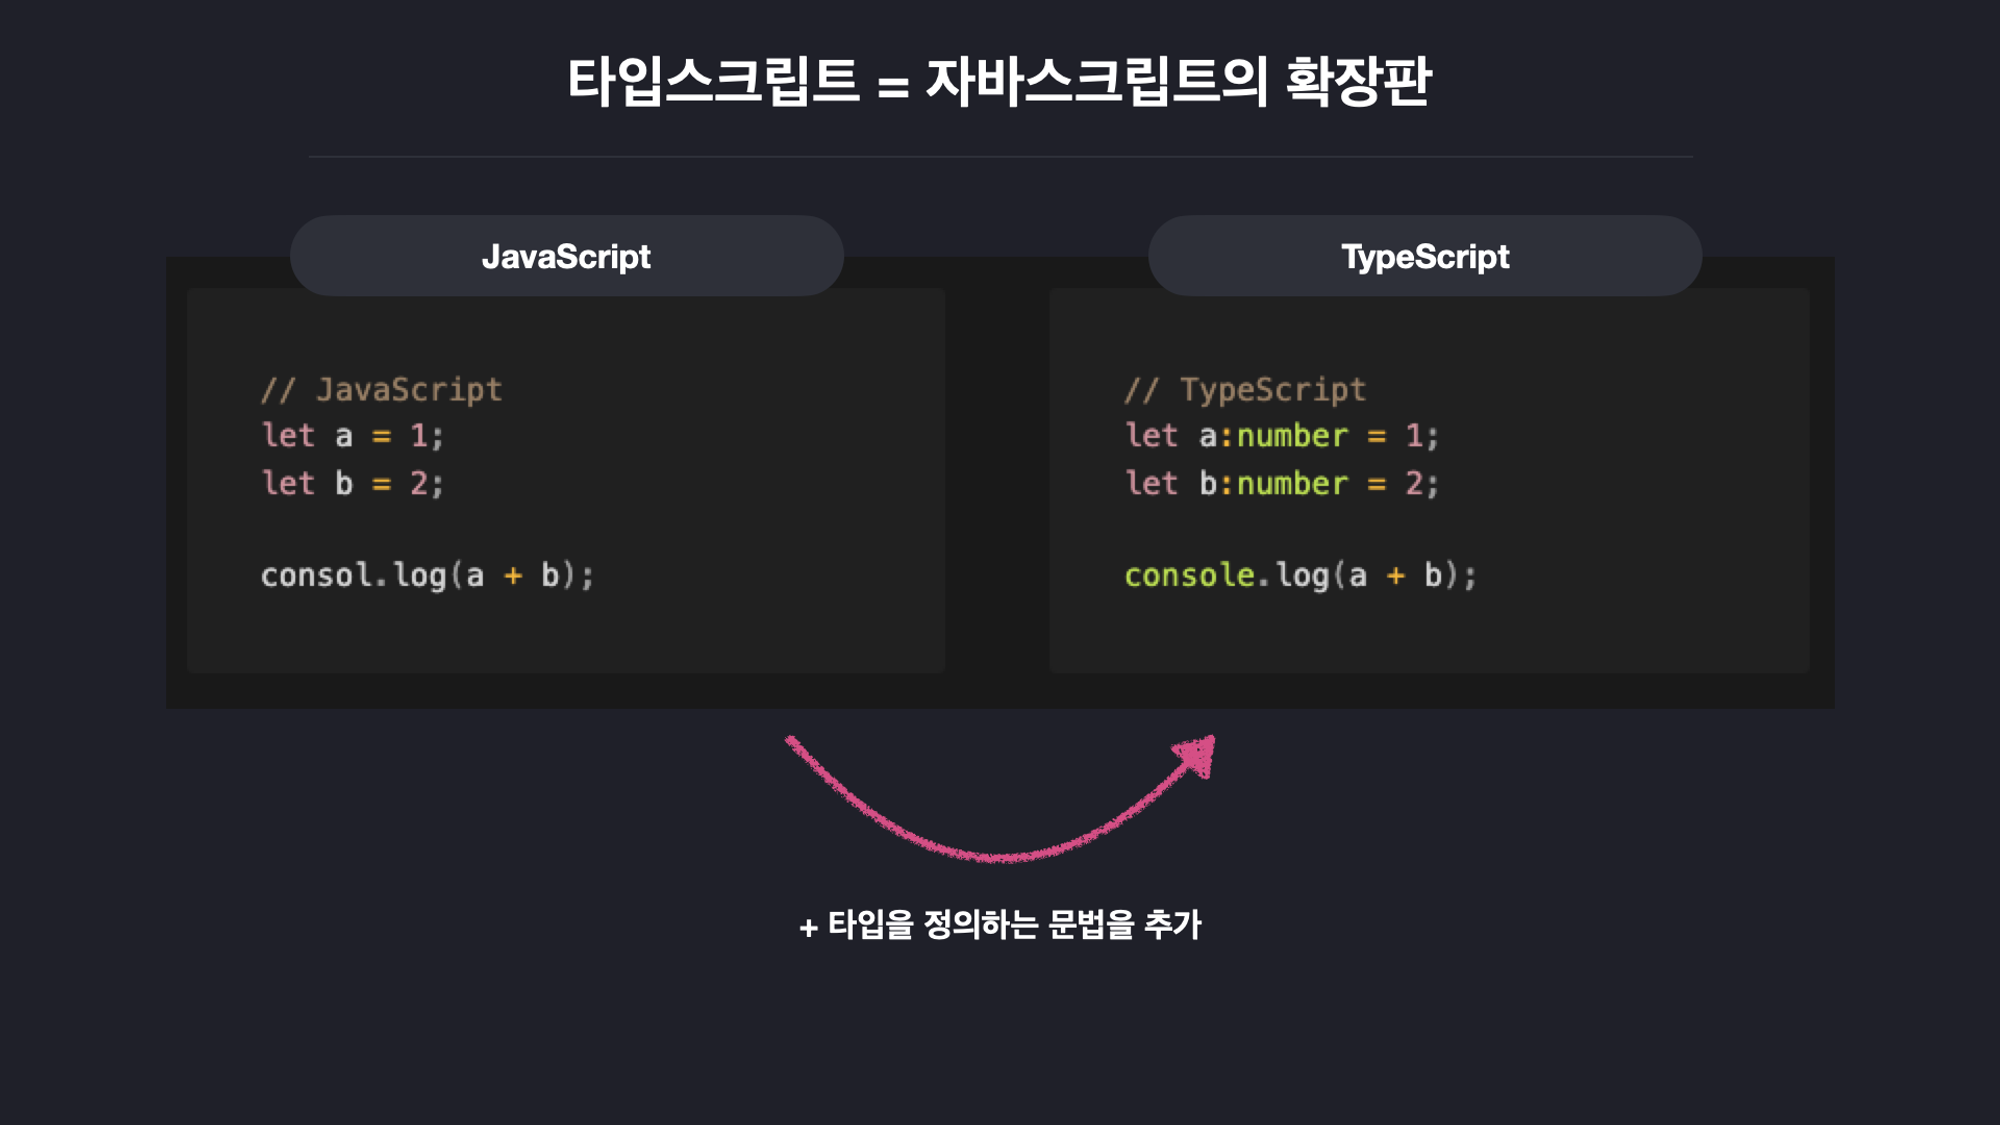 타입스크립트 = 자바스크립트의 확장판
JavaScript
// JavaScript
let a = 1;
let b = 2;
consol.log(a + b);
TypeScript
// TypeScript
let a:number = 1;
let b:number = 2;
console.log(a + b);
+ 타입을 정의하는 문법을 추가